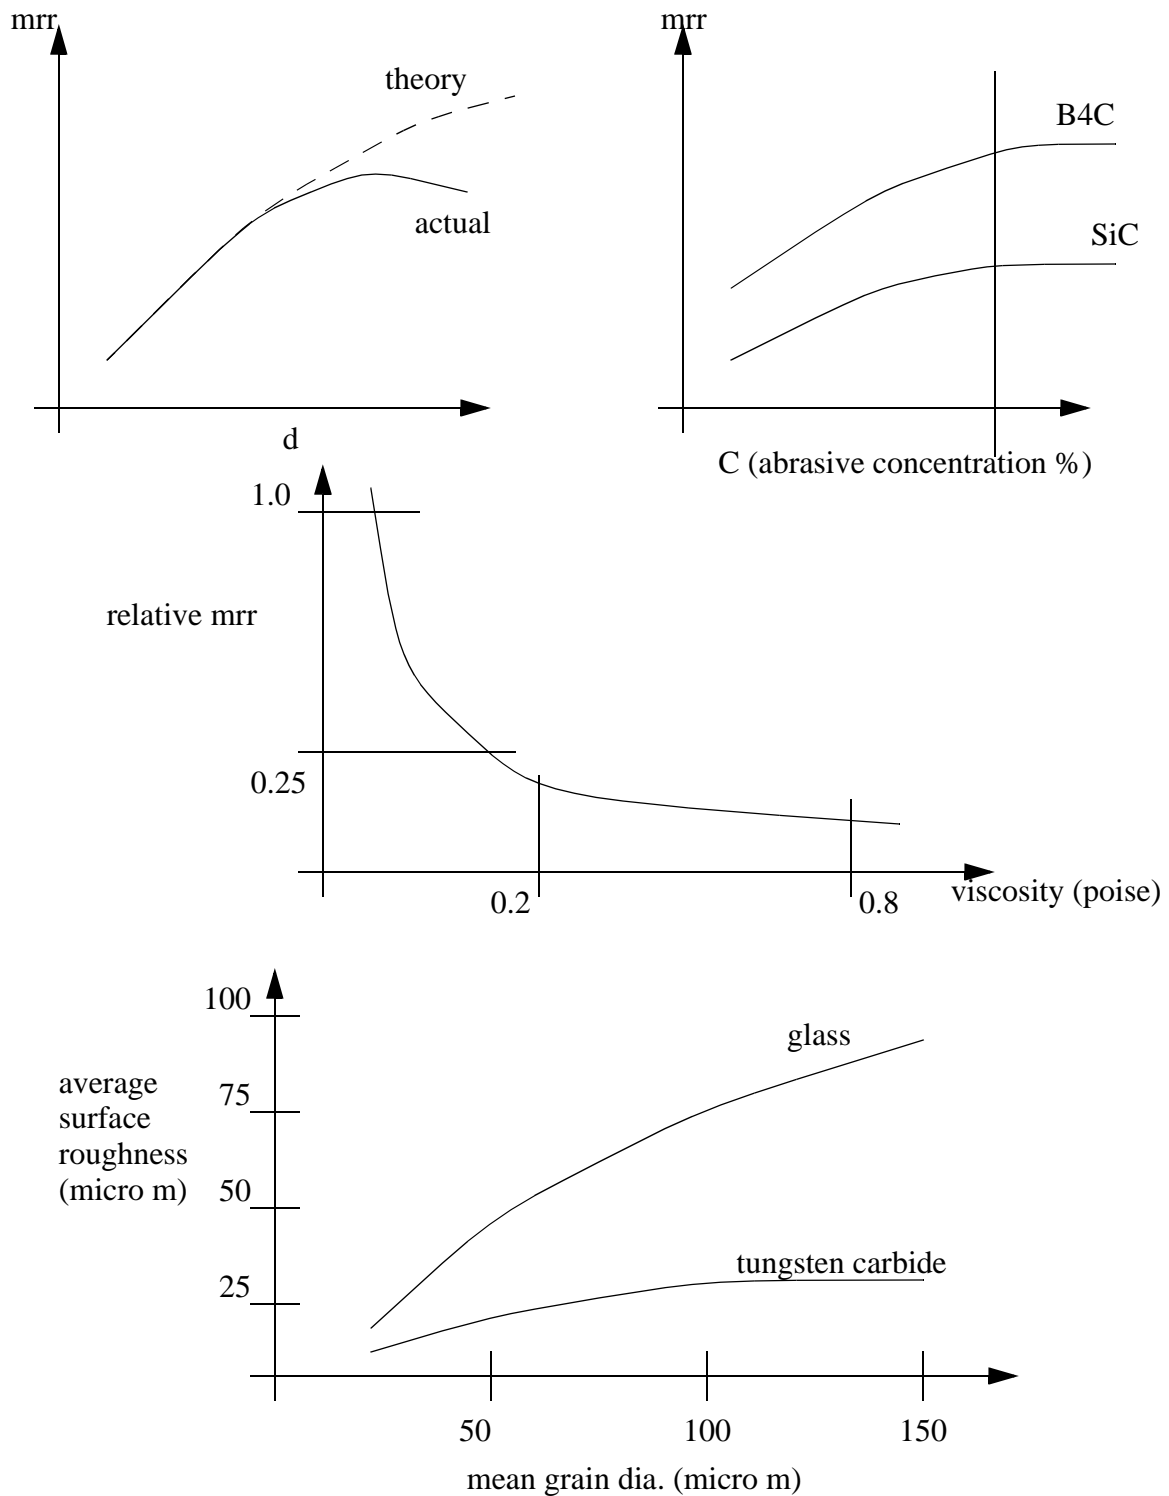 mrr
theory
actual
d
mrr
B4C
SiC
C (abrasive concentration %)
1.0
relative mrr
0.25
0.2
0.8
viscosity (poise)
100
75
50
25
average
surface
roughness
(micro m)
glass
tungsten carbide
50
100
150
mean grain dia. (micro m)